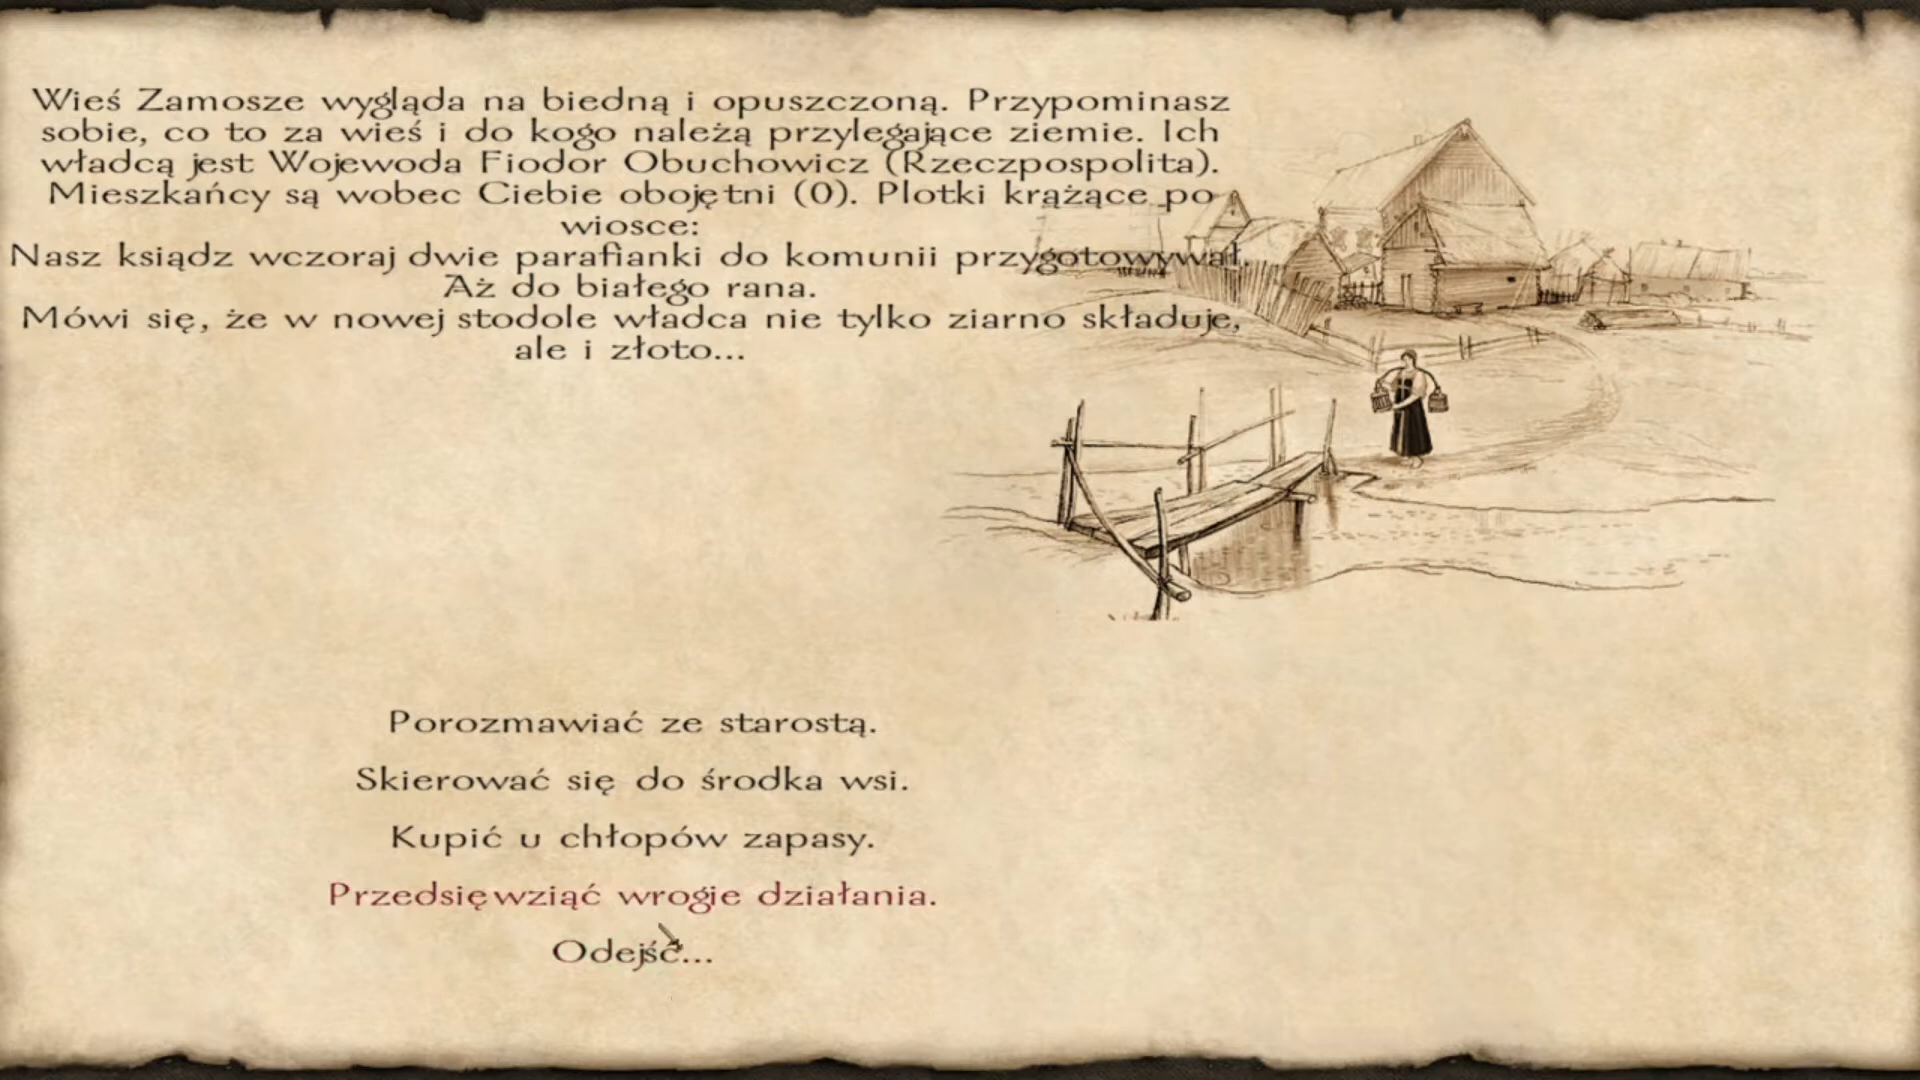 Wieś Zamosze wygląda na biedną i opuszczoną. Przypominasz
sobie, co to za wieś i do kogo należą przylegające ziemie. Ich
władcą jest Wojewoda Fiodor Obuchowicz (Rzeczpospolita).
Mieszkańcy są wobec Ciebie obojętni (0). Plotki krążące po
wiosce:
Nasz ksiądz wczoraj dwie parafianki do komunii przygotowywał.
Aż do białego rana.
Mówi się, że w nowej stodole władca nie tylko ziarno składuje,
ale i złoto...
Porozmawiać ze starostą.
Skierować się do środka wsi.
Kupić u chłopów zapasy.
Przedsięwziąć wrogie działania.
Odejść...